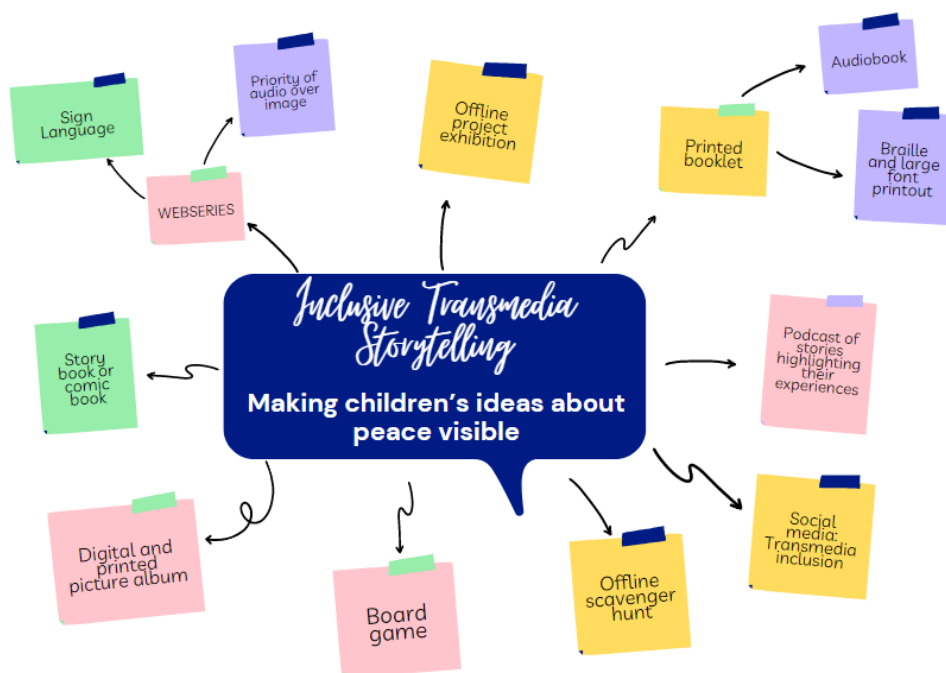 Sign
Language
Priority of
audio over
image
WEBSERIES
Offline
project
exhibition
Printed
booklet
Audiobook
Braille
and large
font
printout
Inclusive Transmedia
Storytelling
Making children’s ideas about
peace visible
Story
book or
comic
book
Podcast of
stories
highlighting
their
experiences
Digital and
printed
picture album
Board
game
Offline
scavenger
hunt
Social
media:
Transmedia
inclusion